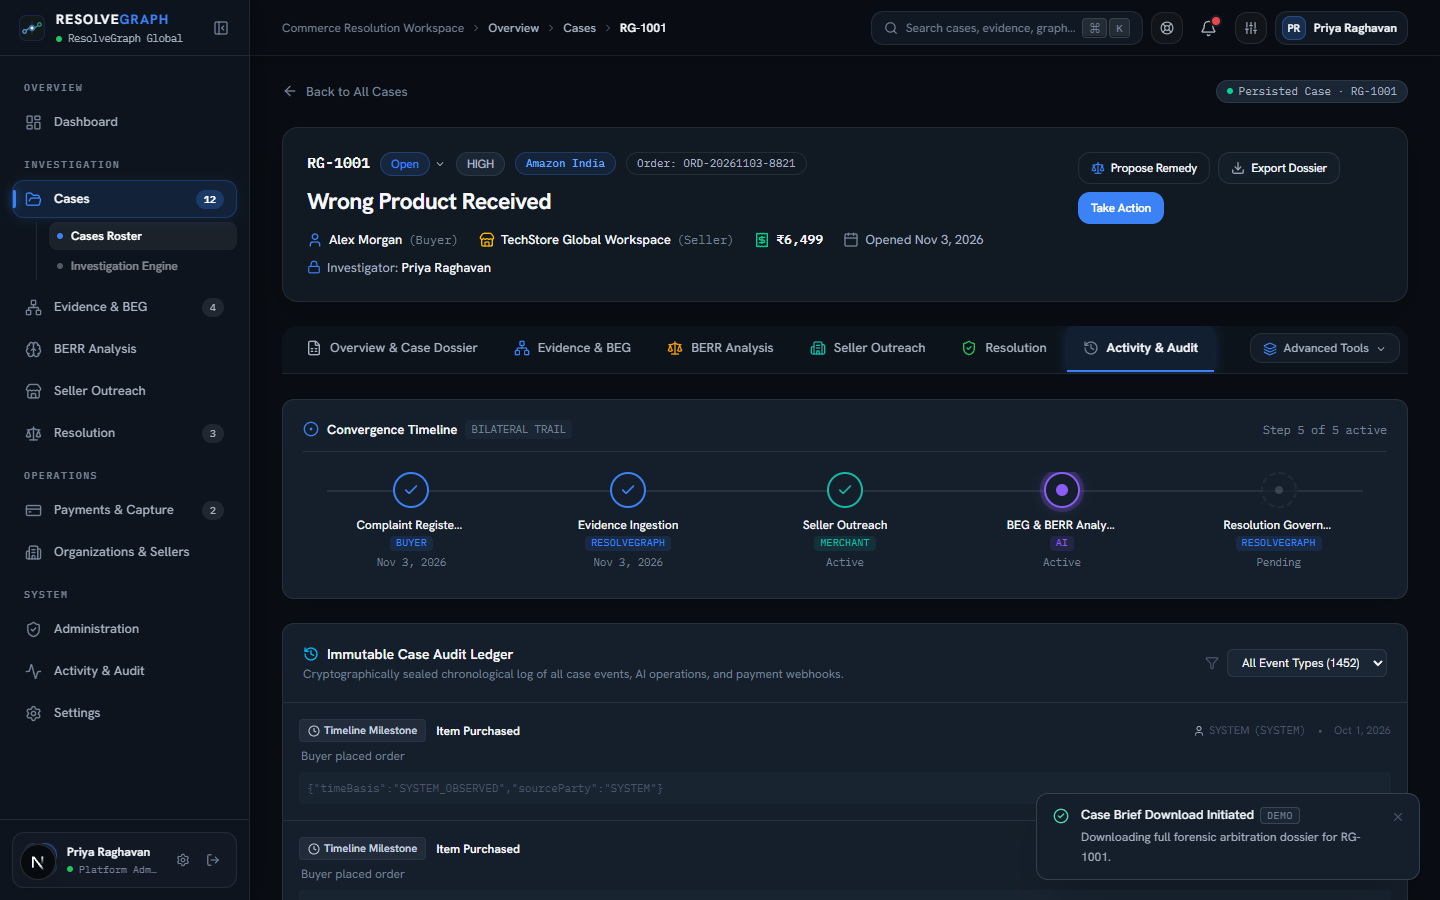 RESOLVEGRAPH
ResolveGraph Global
Commerce Resolution Workspace > Overview > Cases > RG-1001
Search cases, evidence, graph... ⌘ K
PR Priya Raghavan
OVERVIEW
Dashboard
INVESTIGATION
Cases 12
Cases Roster
Investigation Engine
Evidence & BEG 4
BERR Analysis
Seller Outreach
Resolution 3
OPERATIONS
Payments & Capture 2
Organizations & Sellers
SYSTEM
Administration
Activity & Audit
Settings
N
Priya Raghavan
Platform Adm…
Back to All Cases
Persisted Case · RG-1001
RG-1001 Open HIGH Amazon India Order: ORD-20261103-8821
Propose Remedy Export Dossier
Wrong Product Received
Take Action
Alex Morgan (Buyer) TechStore Global Workspace (Seller) ₹6,499 Opened Nov 3, 2026
Investigator: Priya Raghavan
Overview & Case Dossier Evidence & BEG BERR Analysis Seller Outreach Resolution Activity & Audit Advanced Tools
Convergence Timeline BILATERAL TRAIL
Step 5 of 5 active
Complaint Registe…
BUYER
Nov 3, 2026
Evidence Ingestion
RESOLVEGRAPH
Nov 3, 2026
Seller Outreach
MERCHANT
Active
BEG & BERR Analy…
AI
Active
Resolution Govern…
RESOLVEGRAPH
Pending
Immutable Case Audit Ledger
Cryptographically sealed chronological log of all case events, AI operations, and payment webhooks.
All Event Types (1452)
Timeline Milestone Item Purchased
SYSTEM (SYSTEM) • Oct 1, 2026
Buyer placed order
{"timeBasis":"SYSTEM_OBSERVED","sourceParty":"SYSTEM"}
Timeline Milestone Item Purchased
Buyer placed order
Case Brief Download Initiated DEMO
Downloading full forensic arbitration dossier for RG-
1001.